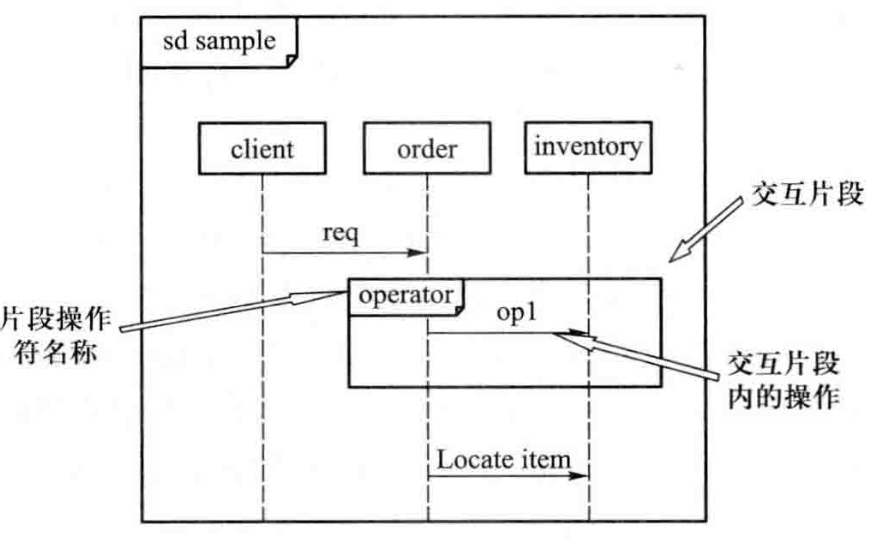 sd sample
client
order
inventory
交互片段
req
片段操作
符名称
operator
op1
交互片段
内的操作
Locate item